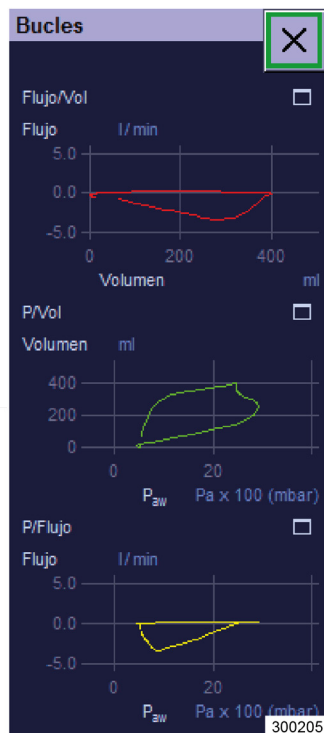 Bucles
Flujo/Vol
Flujo l/min
5.0
0.0
-5.0
0 200 400
Volumen ml
P/Vol
Volumen ml
400
200
0
0 20
Paw Pa x 100 (mbar)
P/Flujo
Flujo l/min
5.0
0.0
-5.0
0 20
Paw Pa x 100 (mbar)
300205